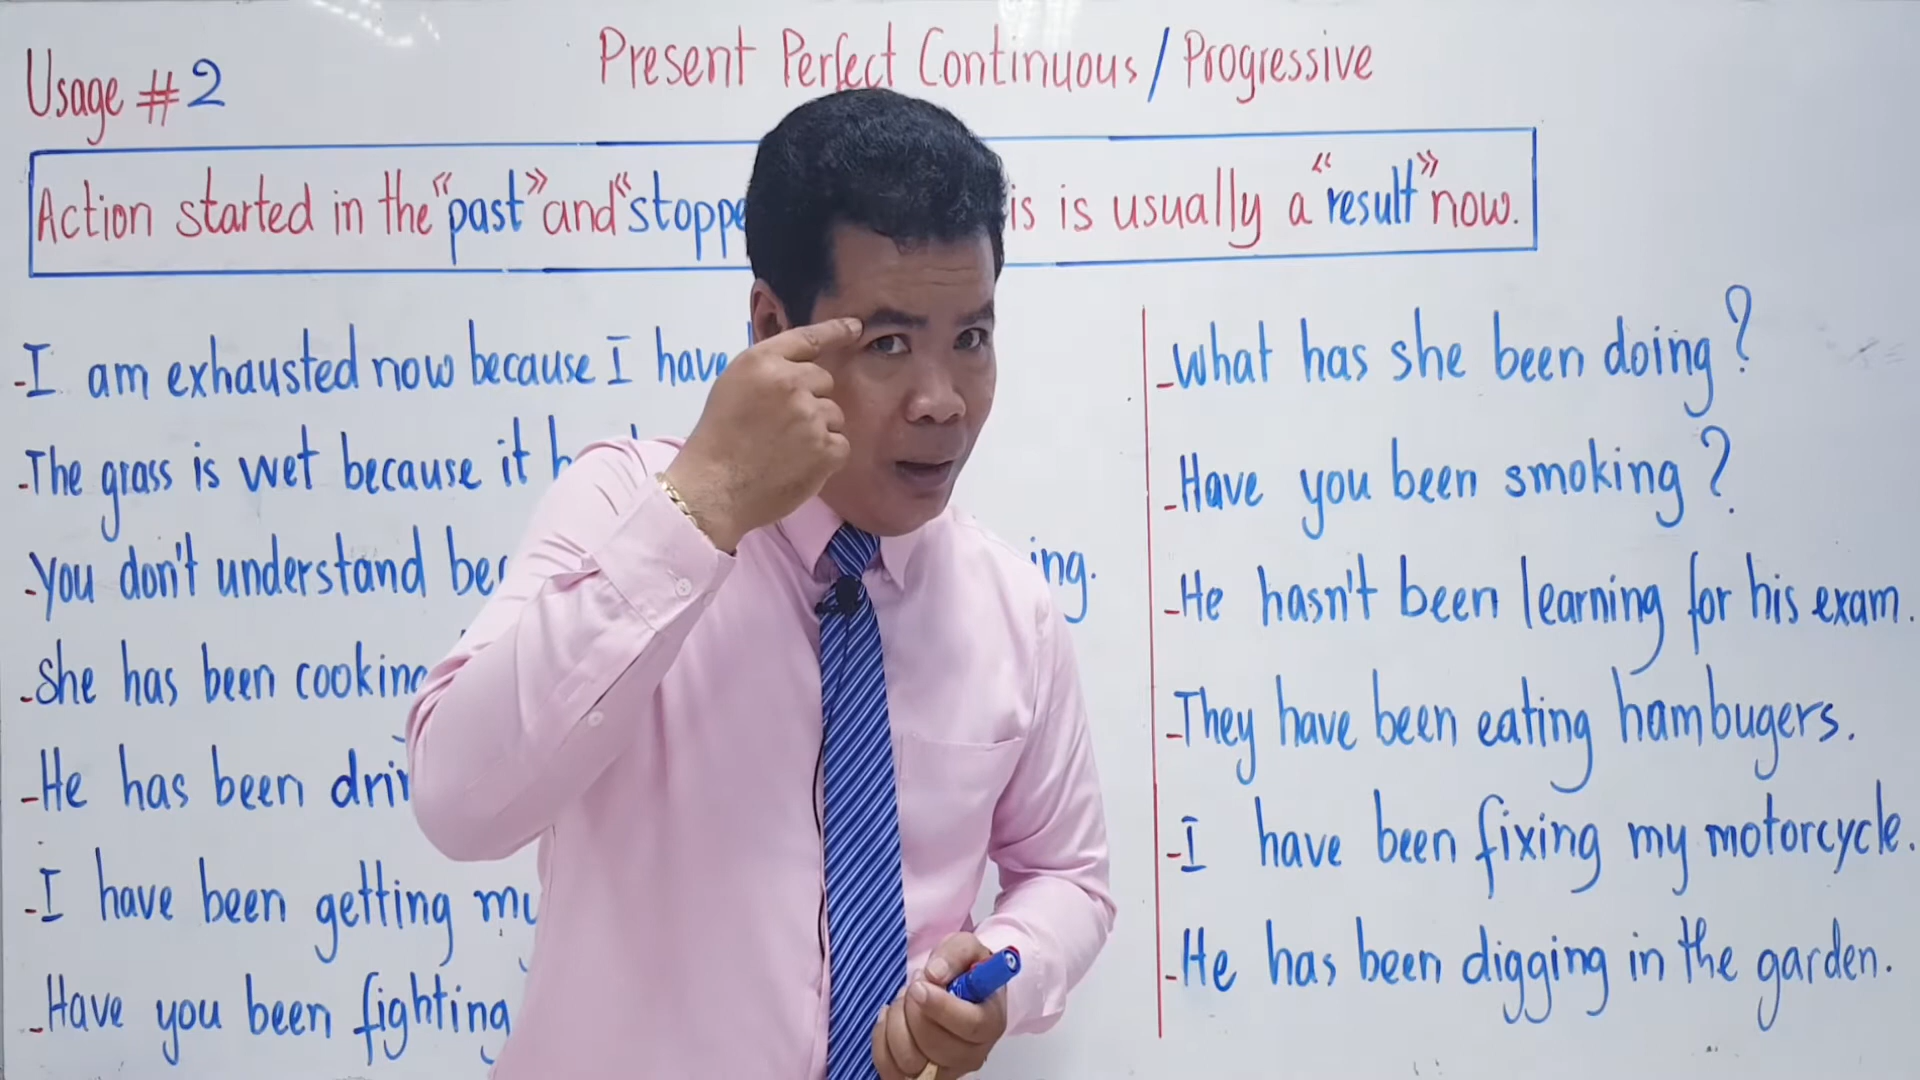 Usage #2
Present Perfect Continuous / Progressive
Action started in the "past" and "stoppe is is usually a "result" now.
-I am exhausted now because I have
-The grass is wet because it h
-You don't understand bec ing.
-She has been cooking
-He has been drin
-I have been getting my
-Have you been fighting
-What has she been doing?
-Have you been smoking?
-He hasn't been learning for his exam.
-They have been eating hambugers.
-I have been fixing my motorcycle.
-He has been digging in the garden.